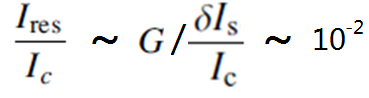 I_res/I_c ~ G/(δI_s/I_c) ~ 10^-2